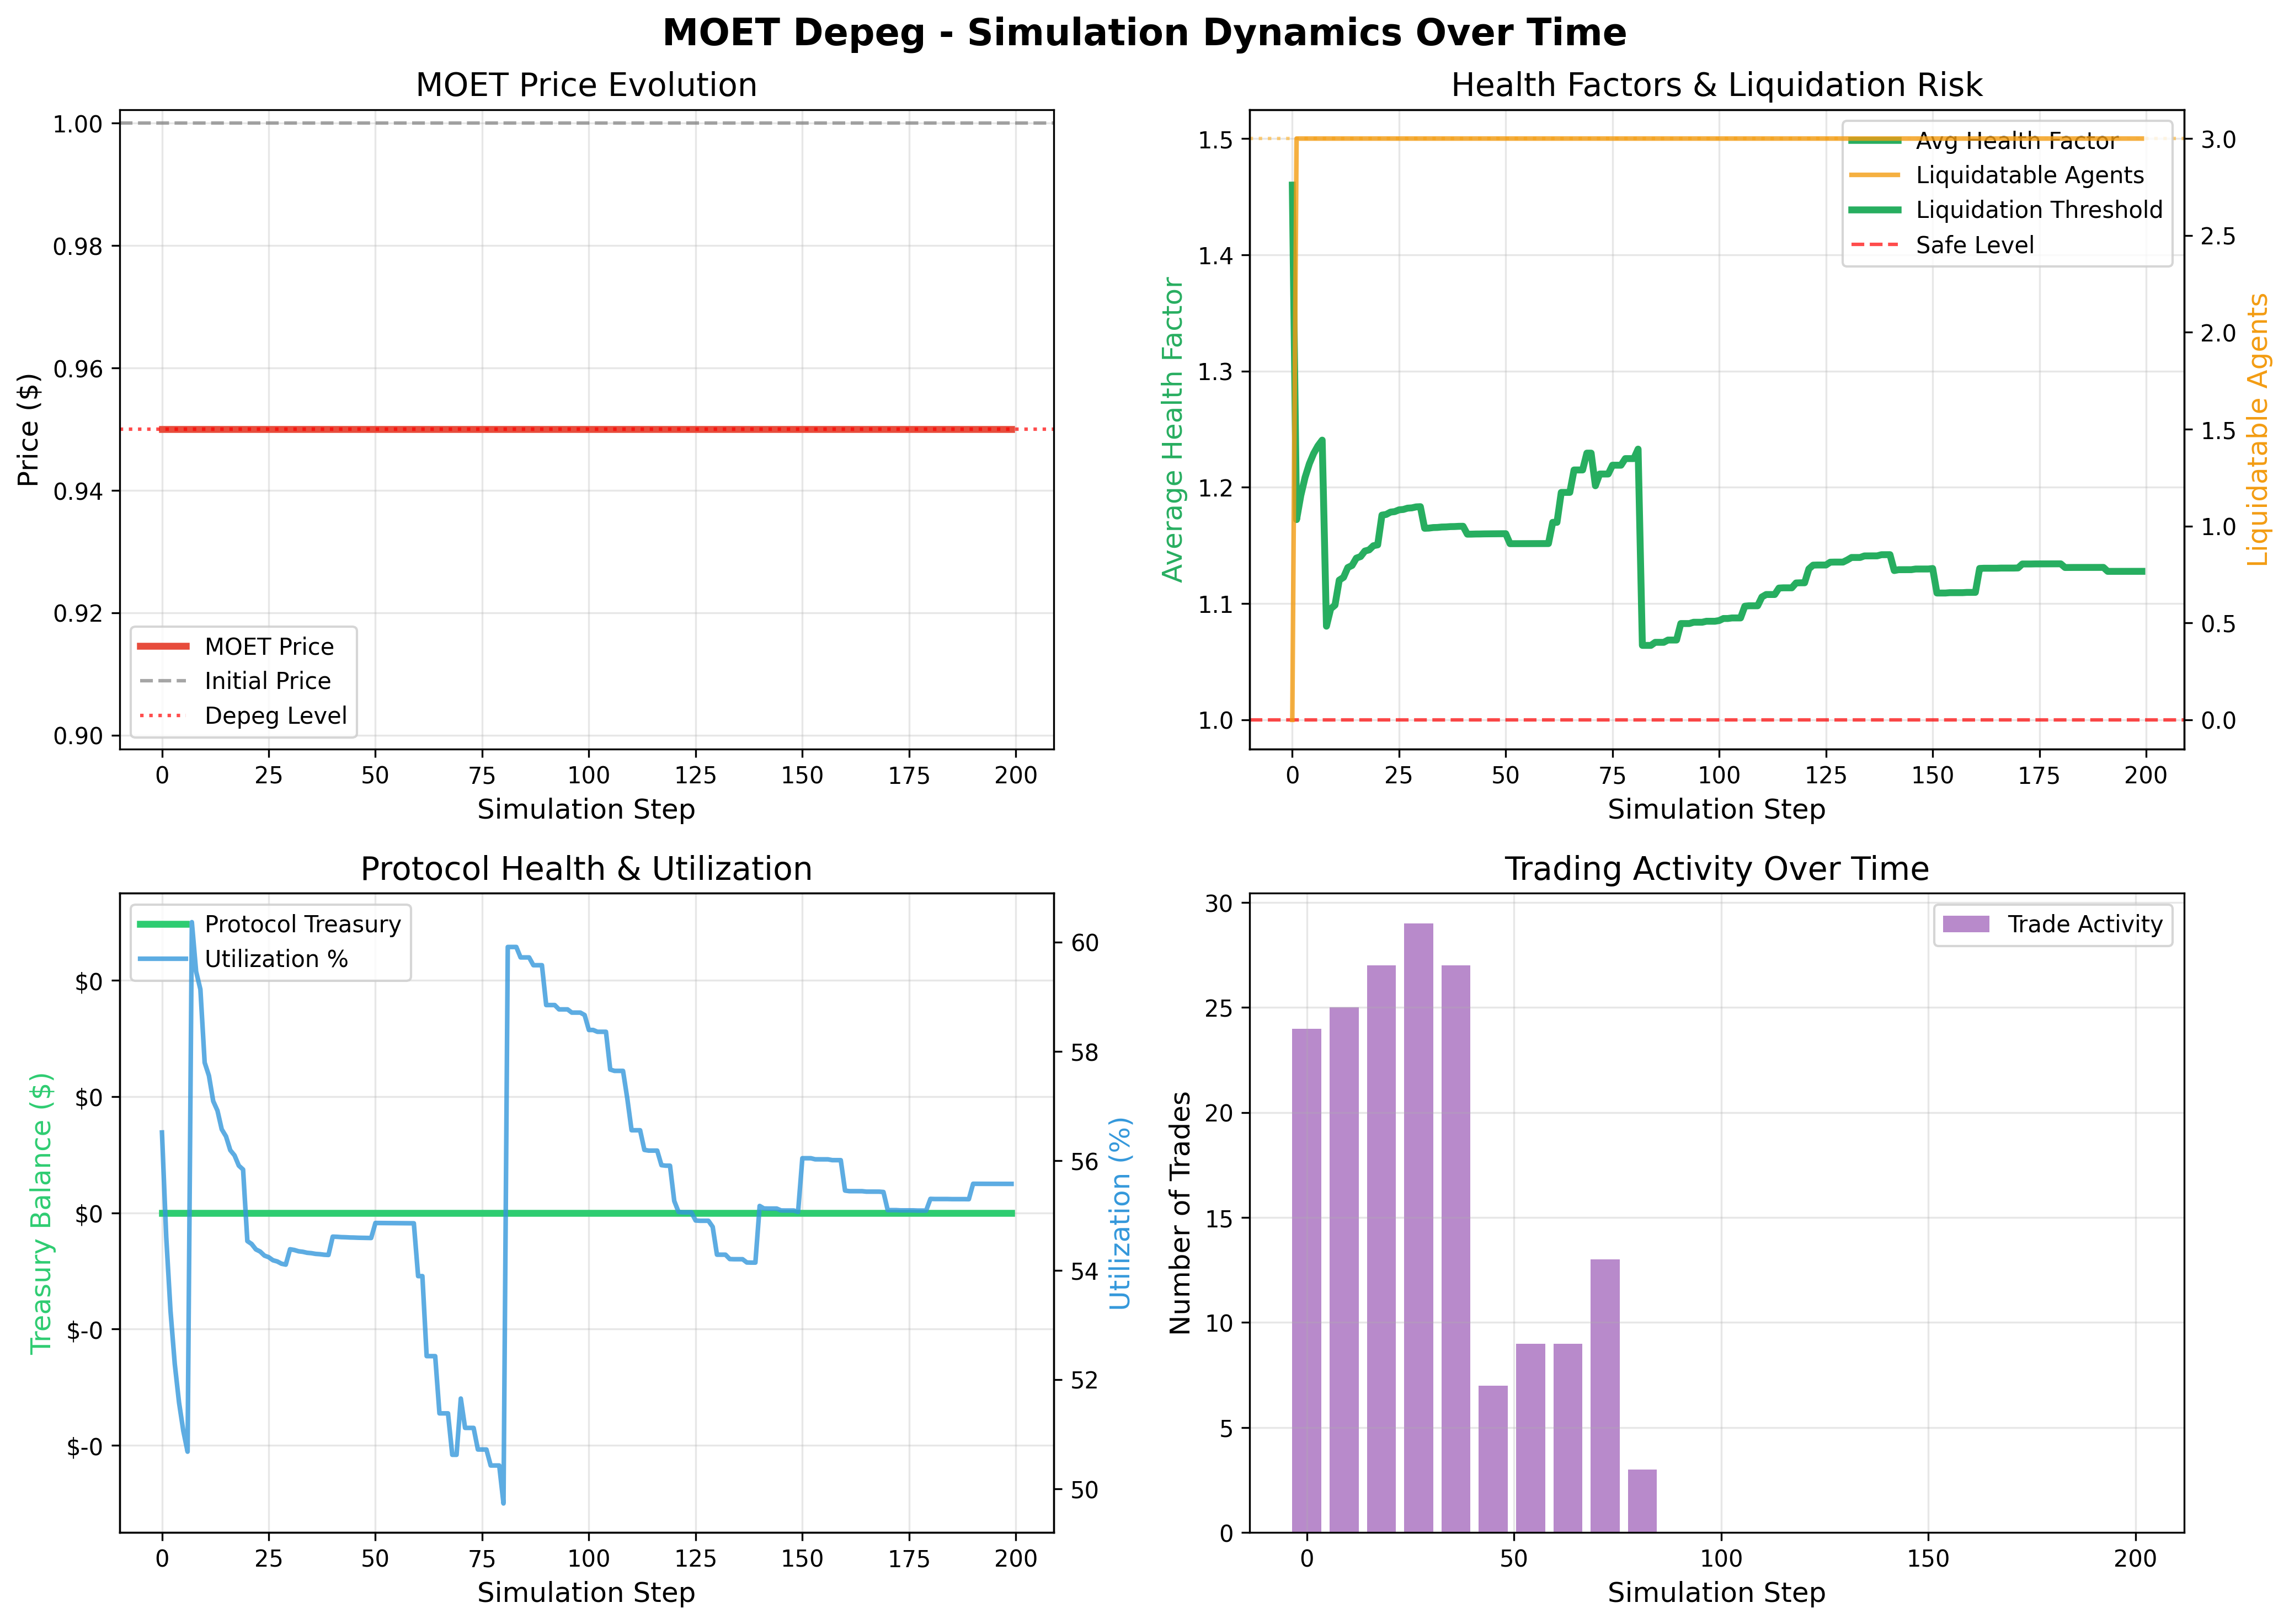 MOET Depeg - Simulation Dynamics Over Time
MOET Price Evolution
Price ($)
1.00
0.98
0.96
0.94
0.92
0.90
MOET Price
Initial Price
Depeg Level
0 25 50 75 100 125 150 175 200
Simulation Step
Health Factors & Liquidation Risk
Average Health Factor
1.5
1.4
1.3
1.2
1.1
1.0
Avg Health Factor
Liquidatable Agents
Liquidation Threshold
Safe Level
3.0
2.5
2.0
1.5
1.0
0.5
0.0
Liquidatable Agents
0 25 50 75 100 125 150 175 200
Simulation Step
Protocol Health & Utilization
Treasury Balance ($)
$0
$0
$0
$-0
$-0
Protocol Treasury
Utilization %
60
58
56
54
52
50
Utilization (%)
0 25 50 75 100 125 150 175 200
Simulation Step
Trading Activity Over Time
Number of Trades
30
25
20
15
10
5
0
Trade Activity
0 50 100 150 200
Simulation Step